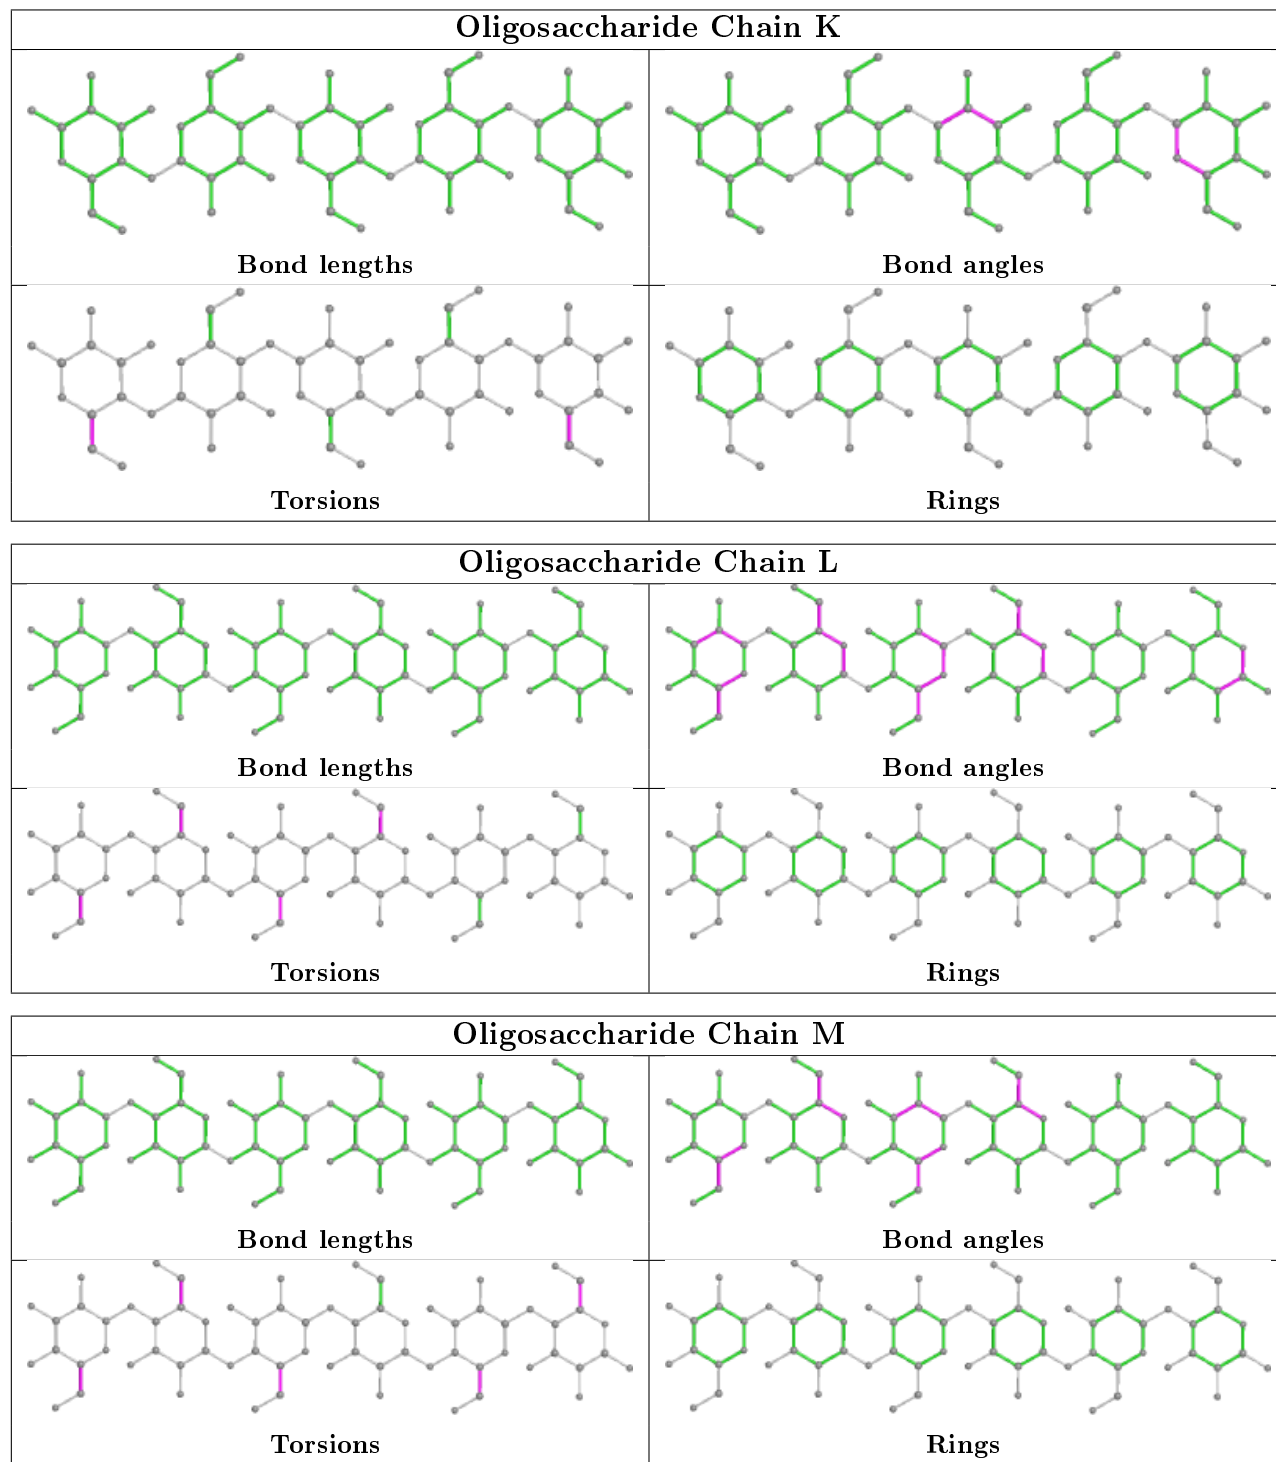 Oligosaccharide Chain K
Bond lengths
Bond angles
Torsions
Rings
Oligosaccharide Chain L
Bond lengths
Bond angles
Torsions
Rings
Oligosaccharide Chain M
Bond lengths
Bond angles
Torsions
Rings